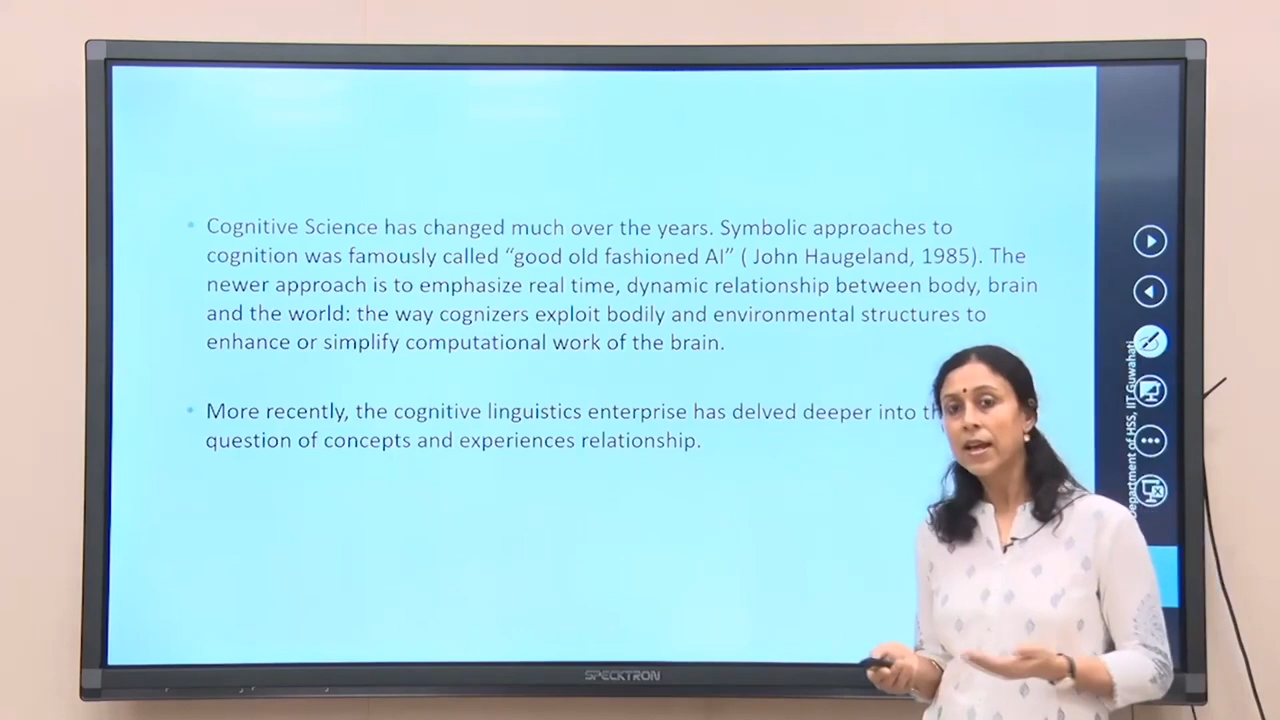 Cognitive Science has changed much over the years. Symbolic approaches to
cognition was famously called “good old fashioned AI” ( John Haugeland, 1985). The
newer approach is to emphasize real time, dynamic relationship between body, brain
and the world: the way cognizers exploit bodily and environmental structures to
enhance or simplify computational work of the brain.
More recently, the cognitive linguistics enterprise has delved deeper into
question of concepts and experiences relationship.
Department of HSS, IIT Guwahati
SPECKTRON